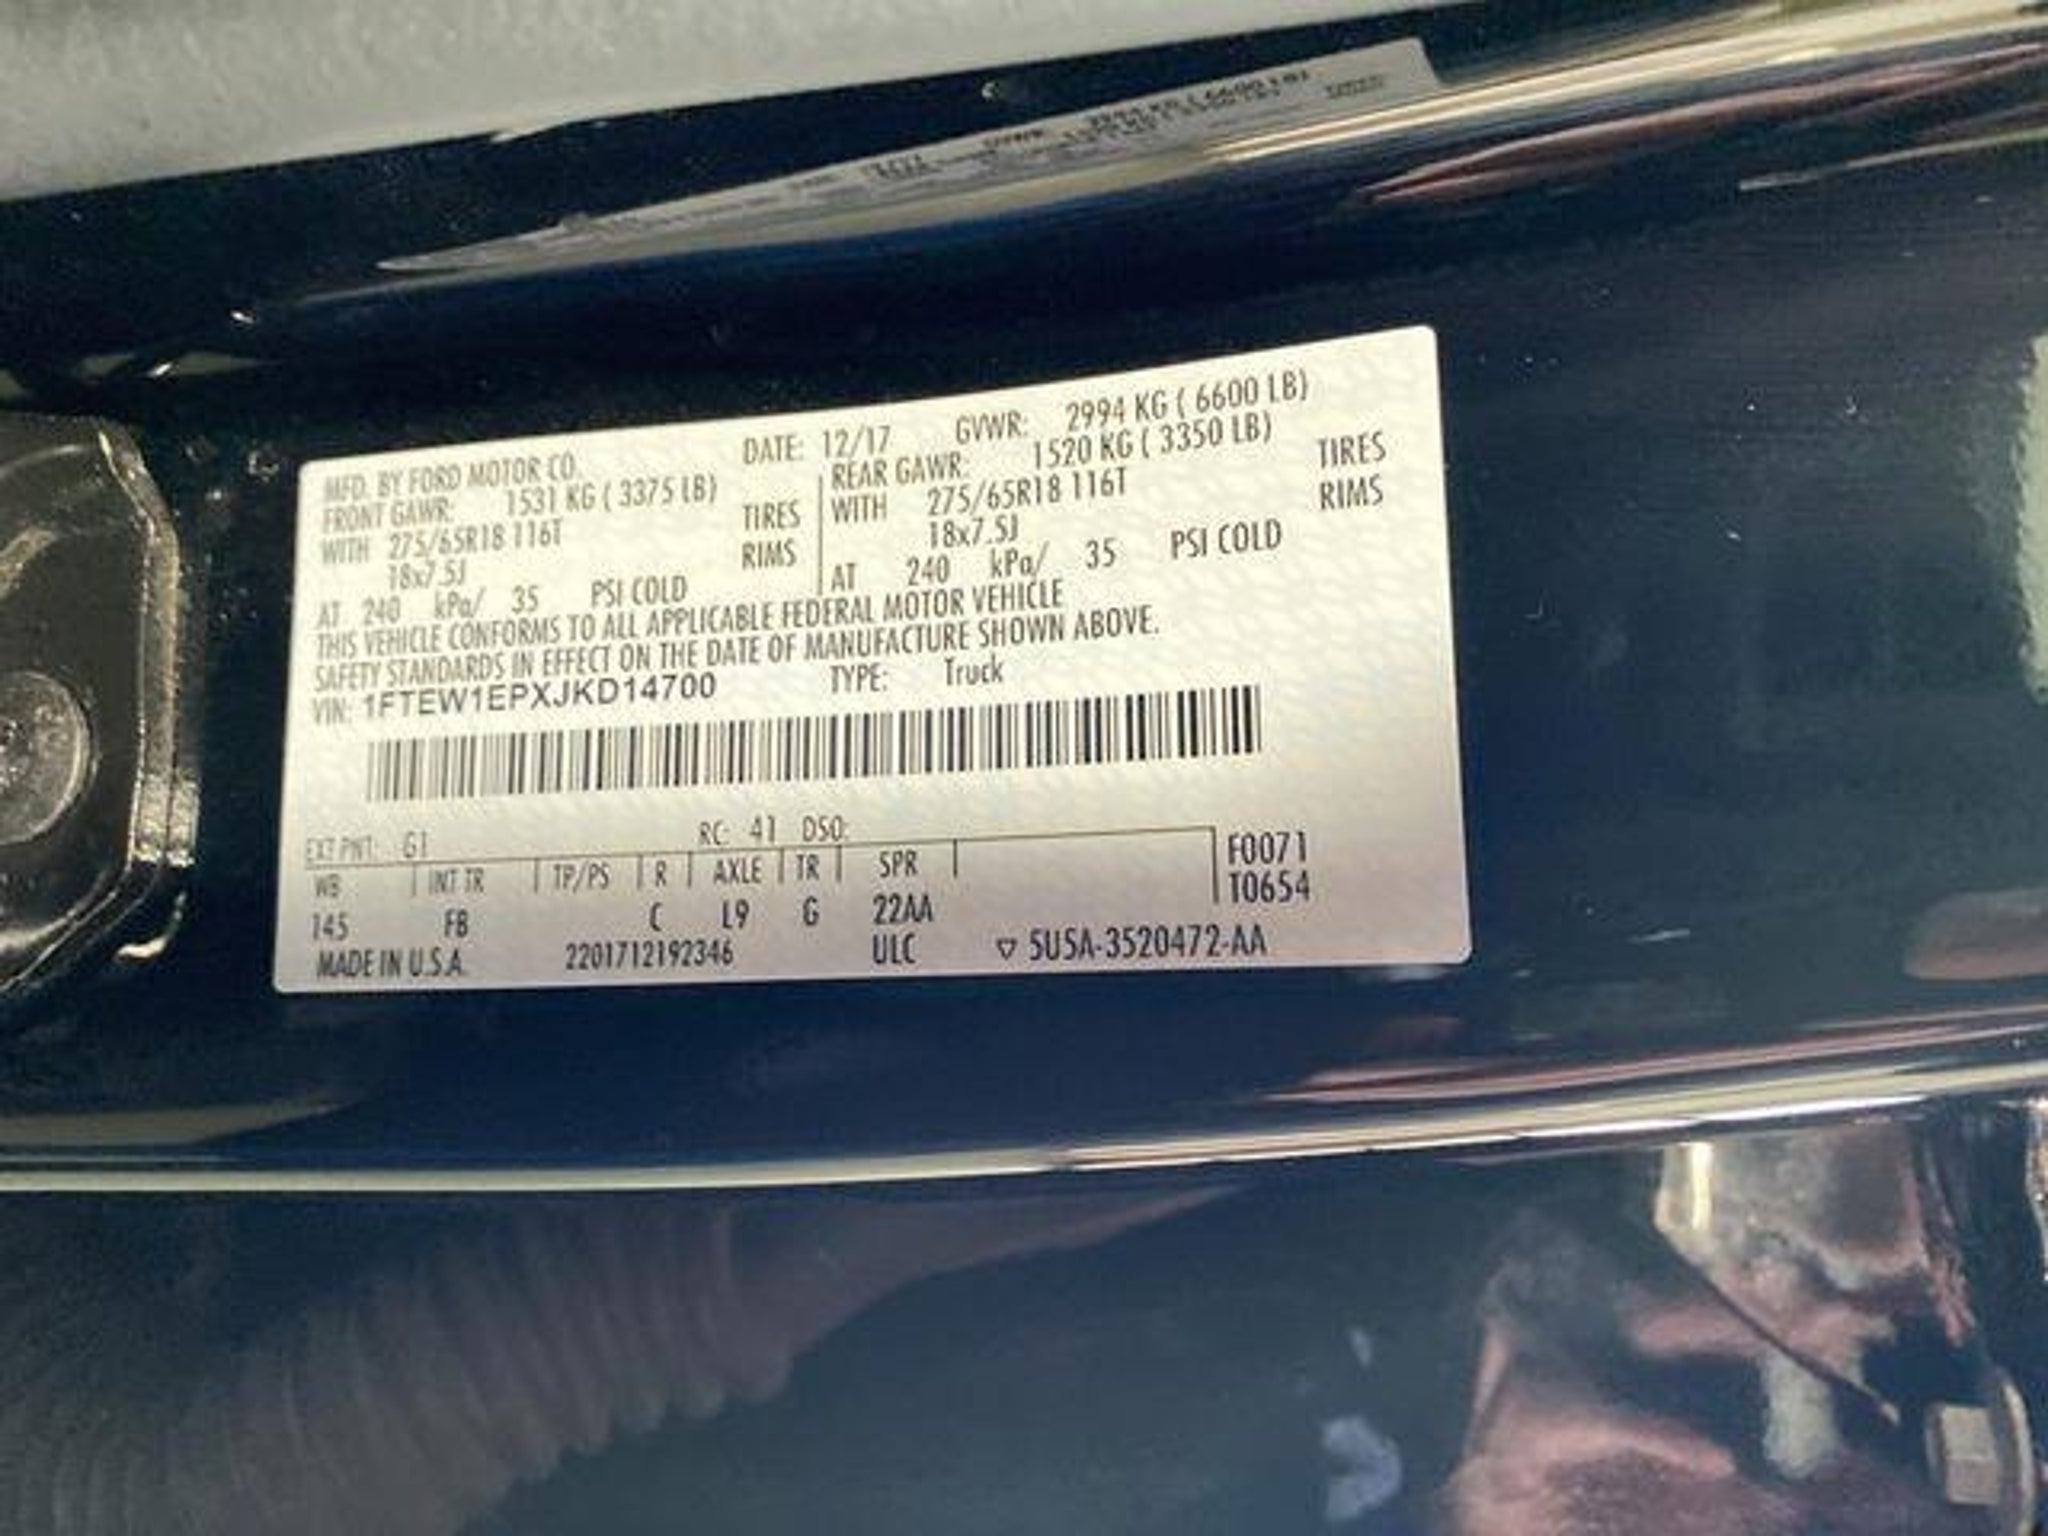 MFD. BY FORD MOTOR CO. DATE: 12/17 GVWR: 2994 KG ( 6600 LB)
FRONT GAWR: 1531 KG ( 3375 LB) REAR GAWR: 1520 KG ( 3350 LB)
WITH 275/65R18 116T TIRES WITH 275/65R18 116T TIRES
18x7.5J RIMS 18x7.5J RIMS
AT 240 kPa/ 35 PSI COLD AT 240 kPa/ 35 PSI COLD
THIS VEHICLE CONFORMS TO ALL APPLICABLE FEDERAL MOTOR VEHICLE
SAFETY STANDARDS IN EFFECT ON THE DATE OF MANUFACTURE SHOWN ABOVE.
VIN: 1FTEW1EPXJKD14700 TYPE: Truck
EXT PNT: G1 RC: 41 DSO:
WB INT TR TP/PS R AXLE TR SPR F0071
145 FB C L9 G 22AA T0654
MADE IN U.S.A. 2201712192346 ULC ▽ 5U5A-3520472-AA